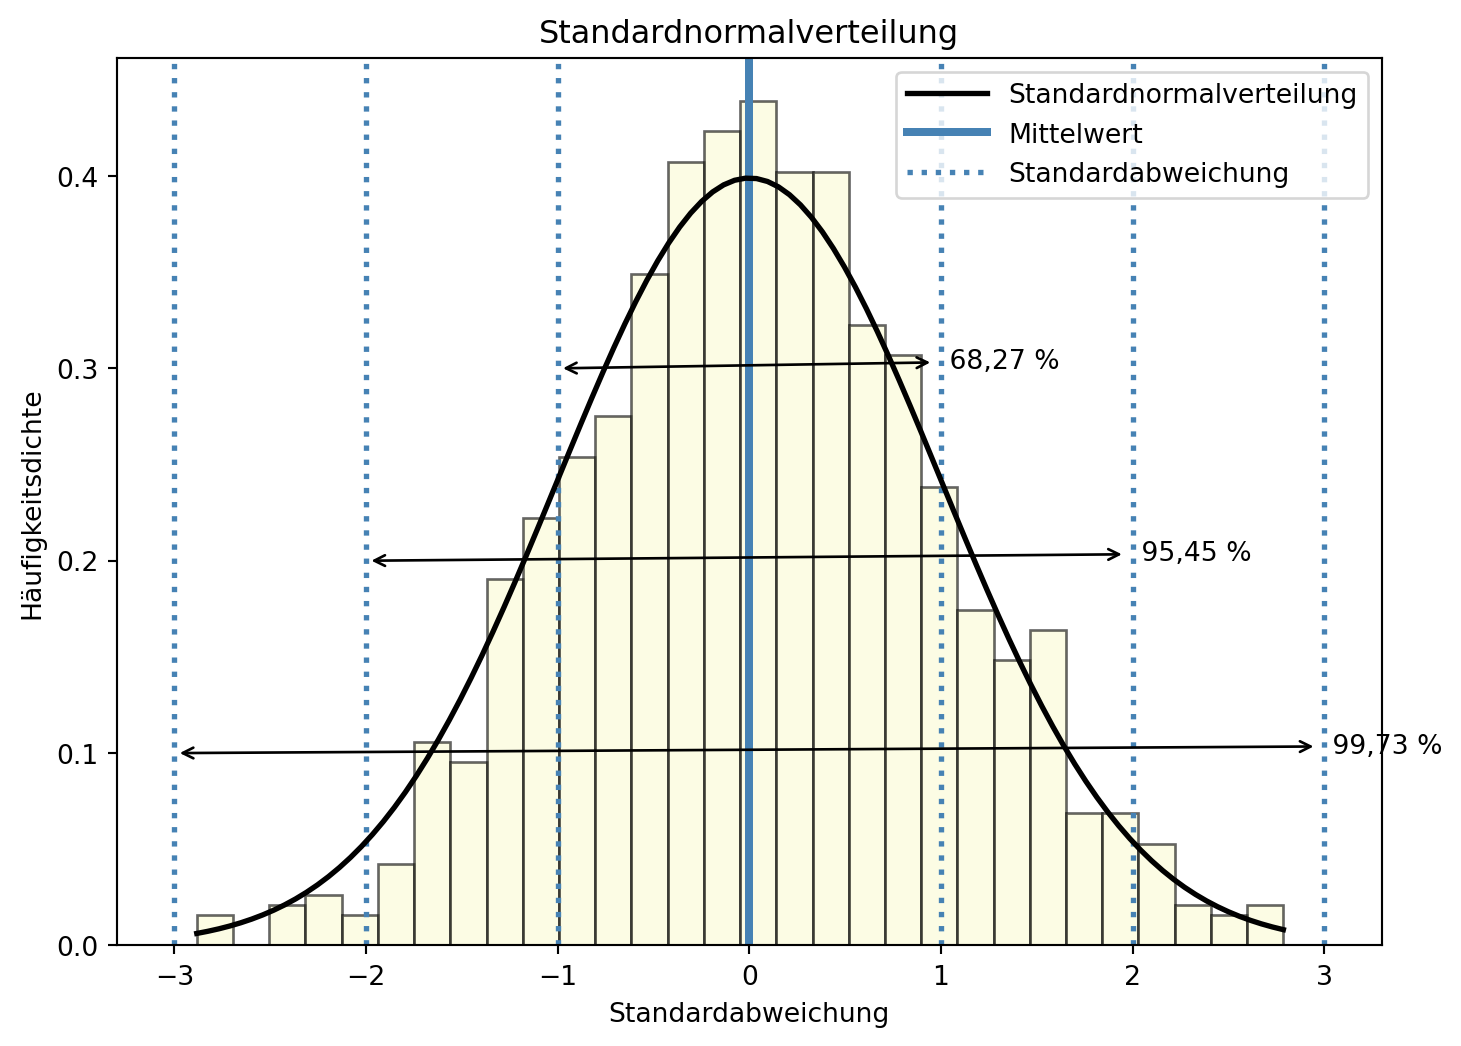 Standardnormalverteilung
Standardnormalverteilung
Mittelwert
Standardabweichung
0.4
0.3
0.2
0.1
0.0
Häufigkeitsdichte
68,27 %
95,45 %
99,73 %
−3
−2
−1
0
1
2
3
Standardabweichung